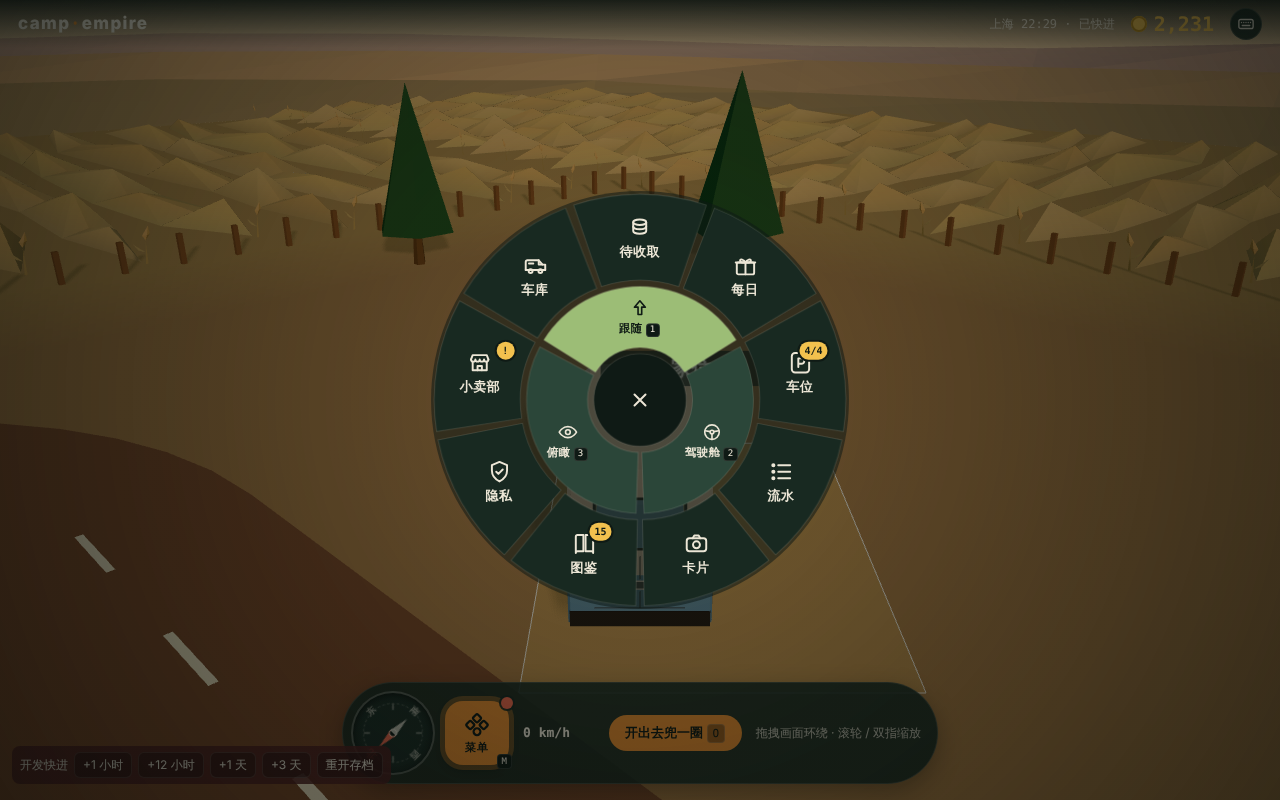 camp·empire
上海 22:29 · 已快进
2,231
待收取
车库
每日
跟随 1
!
4/4
小卖部
车位
俯瞰 3
驾驶舱 2
隐私
流水
15
图鉴
卡片
菜单
M
0 km/h
开出去兜一圈 0
拖拽画面环绕 · 滚轮 / 双指缩放
开发快进
+1 小时
+12 小时
+1 天
+3 天
重开存档